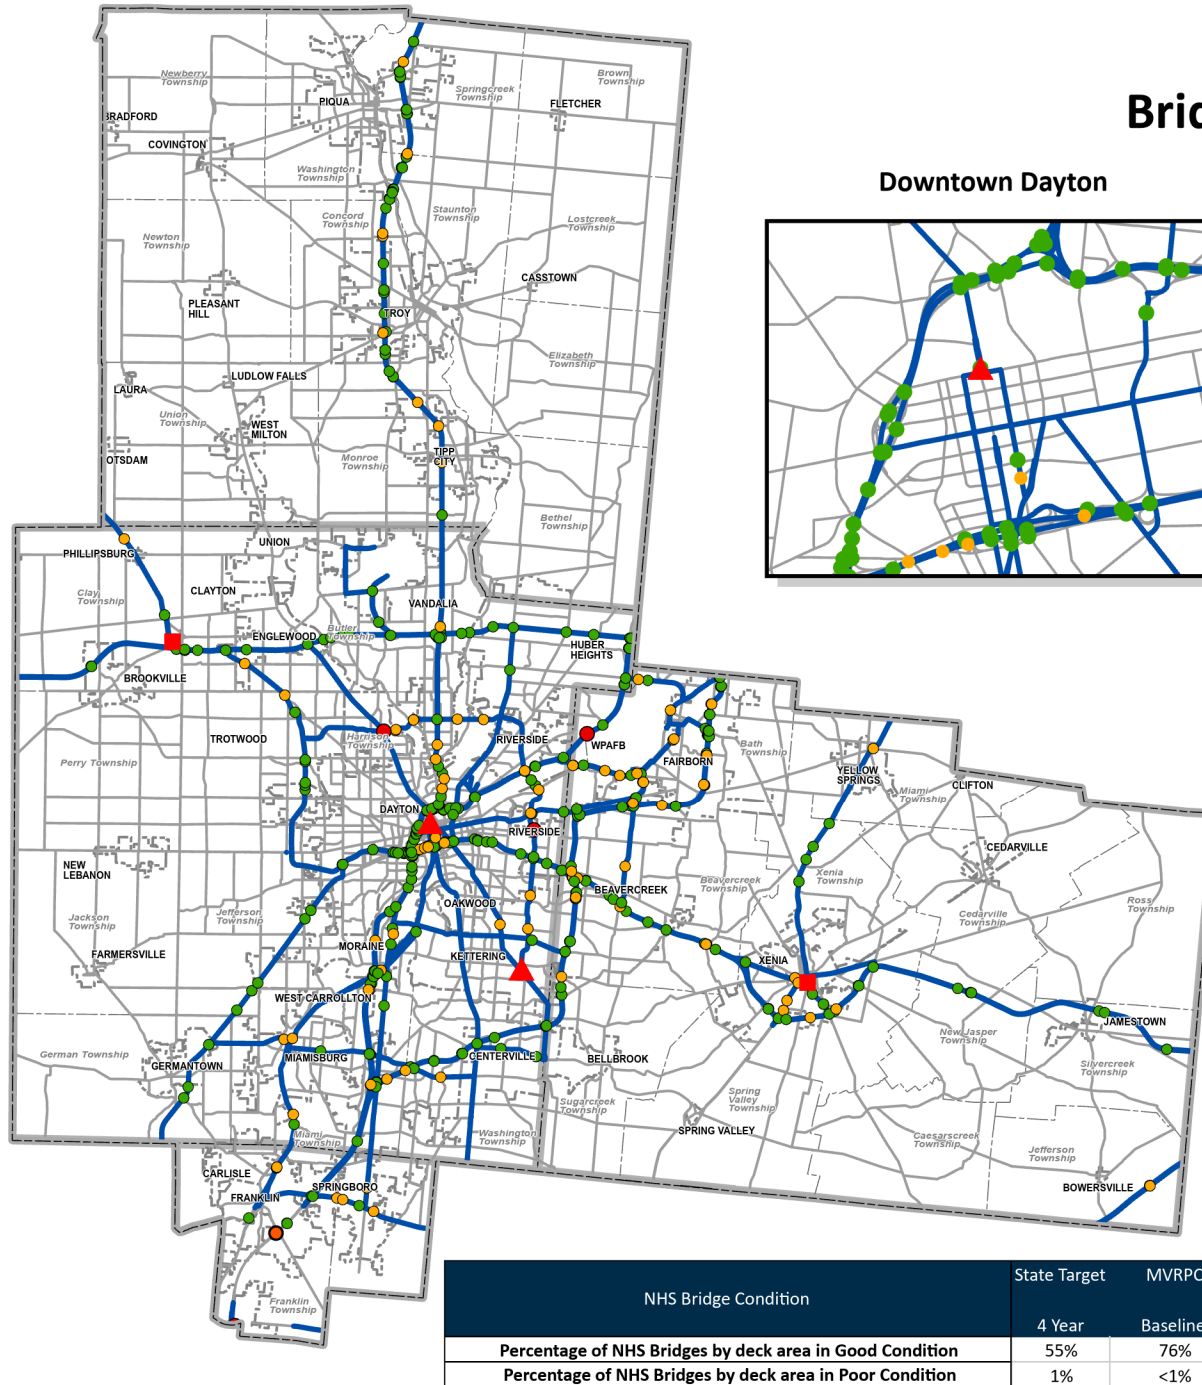 Bric
Downtown Dayton
Newberry
Township
Brown
Township
Springcreek
Township
PIQUA
FLETCHER
BRADFORD
COVINGTON
Washington
Township
Concord
Township
Staunton
Township
Lostcreek
Township
Newton
Township
CASSTOWN
PLEASANT
HILL
TROY
Elizabeth
Township
LUDLOW FALLS
LAURA
Union
Township
WEST
MILTON
Monroe
Township
TIPP
CITY
OTSDAM
Bethel
Township
UNION
PHILLIPSBURG
Clay
Township
CLAYTON
VANDALIA
Butler
Township
ENGLEWOOD
HUBER
HEIGHTS
BROOKVILLE
TROTWOOD
Harrison
Township
RIVERSIDE
WPAFB
Bath
Township
FAIRBORN
Perry Township
YELLOW
SPRINGS
Miami
Township
CLIFTON
DAYTON
RIVERSIDE
CEDARVILLE
NEW
LEBANON
Xenia
Township
BEAVERCREEK
Beavercreek
Township
OAKWOOD
Ross
Township
Jackson
Township
Jefferson
Township
Cedarville
Township
MORAINE
KETTERING
FARMERSVILLE
XENIA
WEST CARROLLTON
JAMESTOWN
New Jasper
Township
German Township
MIAMISBURG
CENTERVILLE
BELLBROOK
GERMANTOWN
Silvercreek
Township
Sugarcreek
Township
Spring
Valley
Township
SPRING VALLEY
Miami
Township
Washington
Township
Caesarscreek
Township
Jefferson
Township
CARLISLE
FRANKLIN
SPRINGBORO
BOWERSVILLE
Franklin
Township
NHS Bridge Condition
State Target
MVRPC
4 Year
Baseline
Percentage of NHS Bridges by deck area in Good Condition
55%
76%
Percentage of NHS Bridges by deck area in Poor Condition
1%
<1%